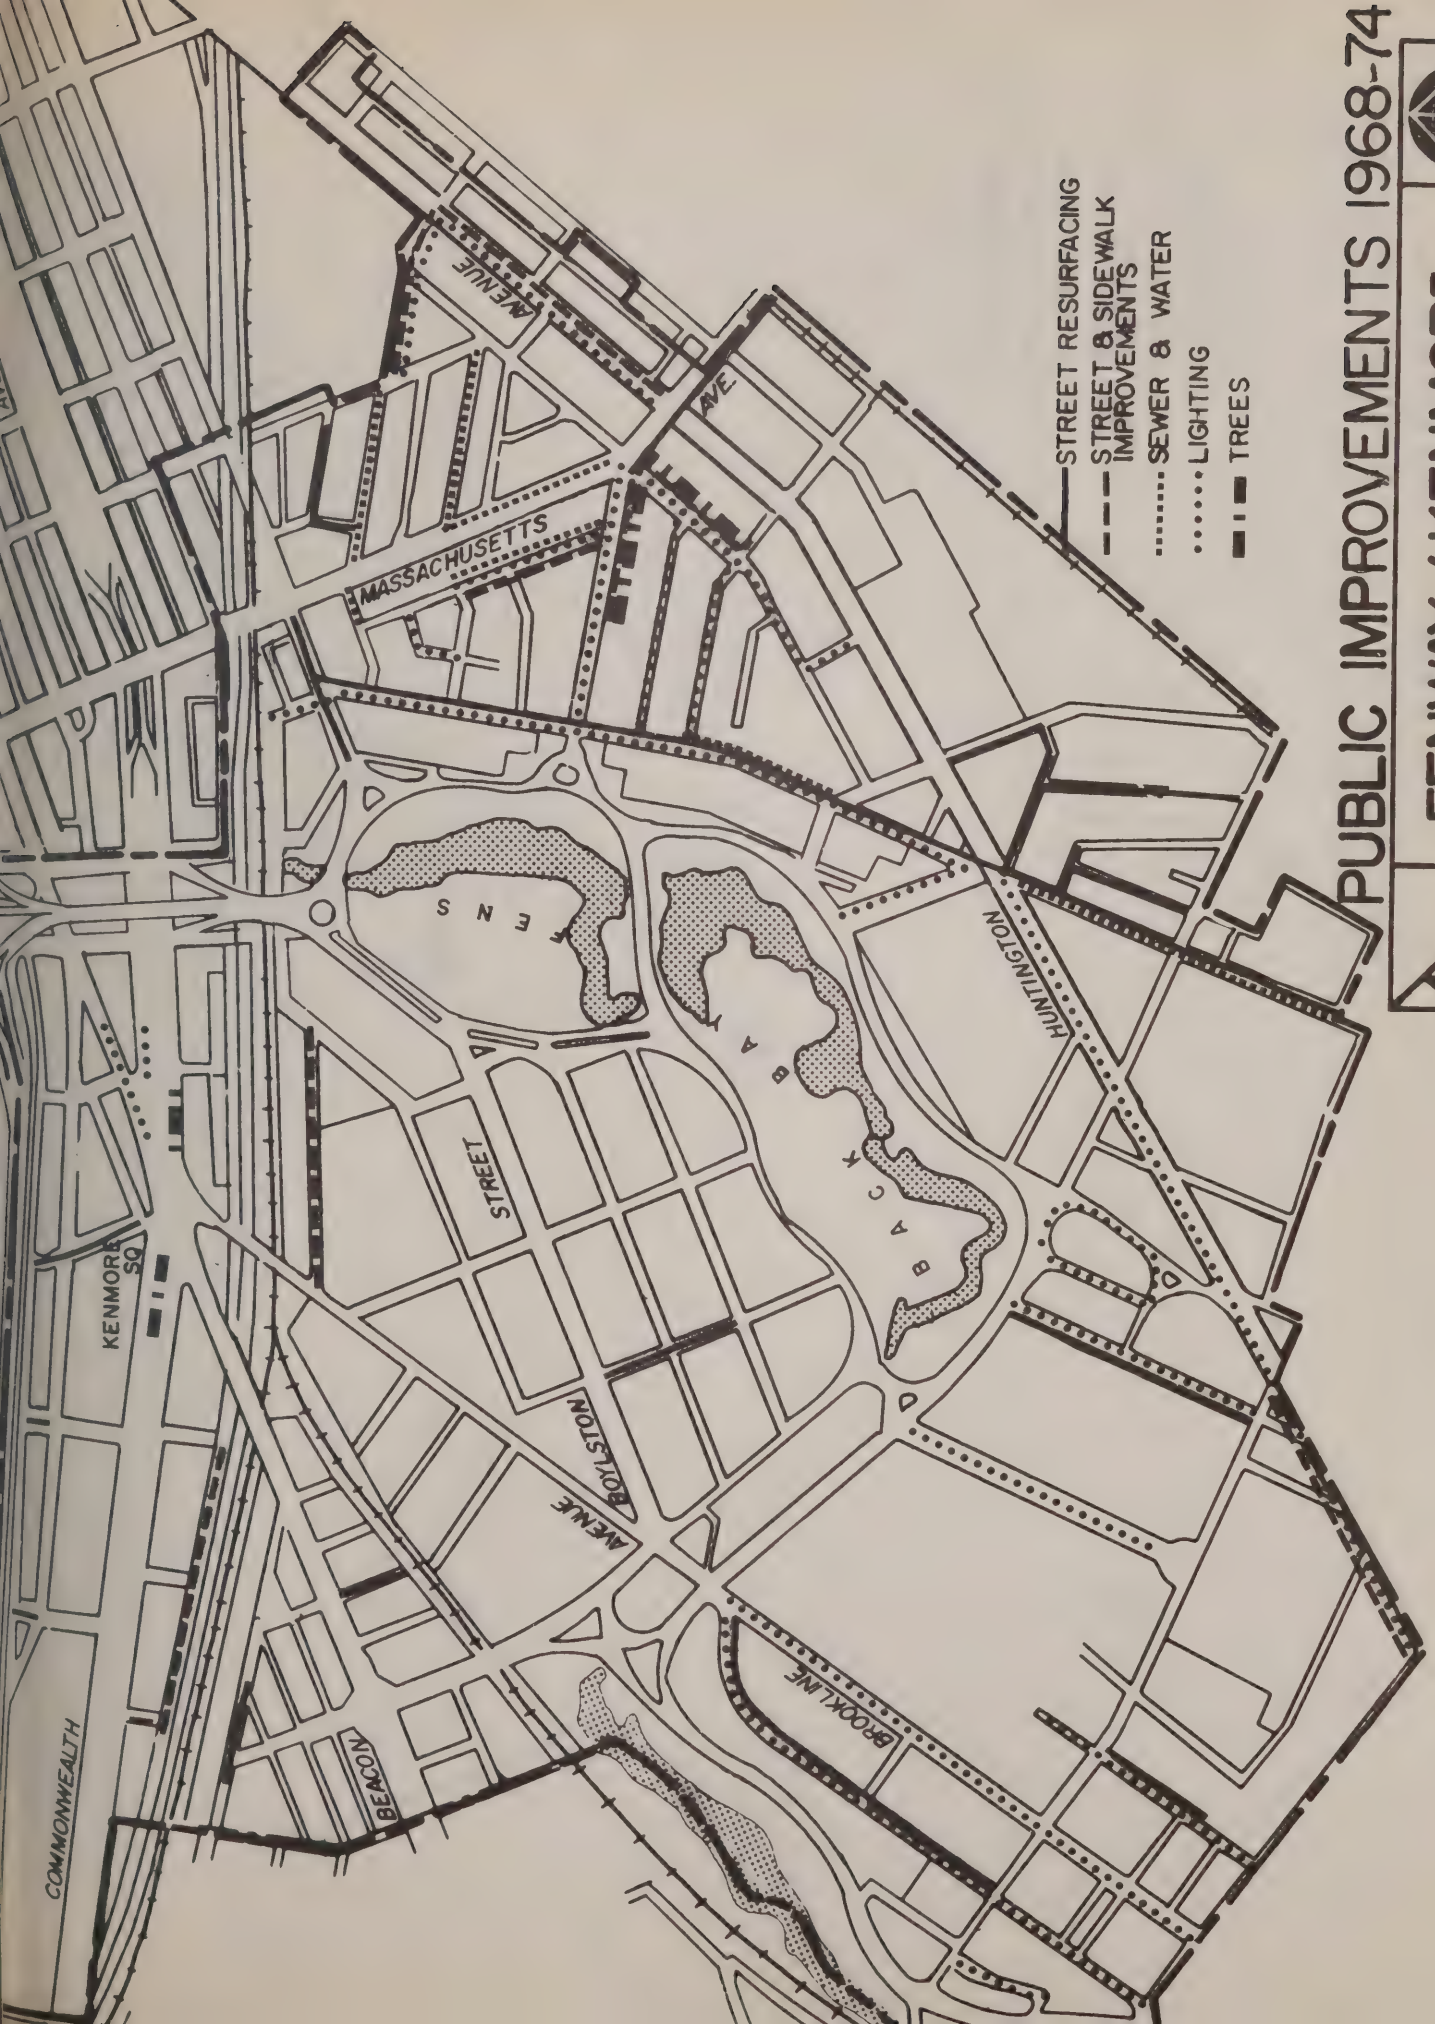 PUBLIC IMPROVEMENTS 1968-74
STREET RESURFACING
STREET & SIDEWALK
IMPROVEMENTS
SEWER & WATER
LIGHTING
TREES
COMMONWEALTH
KENMORE
SQ
BEACON
BROOKLINE
AVENUE
BOYLSTON
STREET
BACK
BAY
FENS
HUNTINGTON
AVENUE
MASSACHUSETTS
AVE.